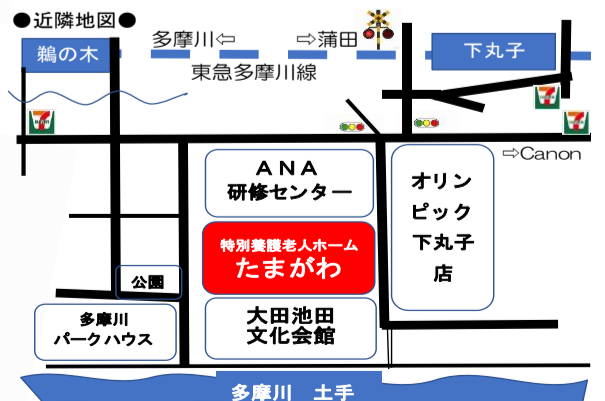 ●近隣地図●
多摩川⇦
⇨蒲田
鵜の木
下丸子
東急多摩川線
⇨Canon
ANA
研修センター
オリン
ピック
下丸子
店
特別養護老人ホーム
たまがわ
公園
多摩川
パークハウス
大田池田
文化会館
多摩川 土手